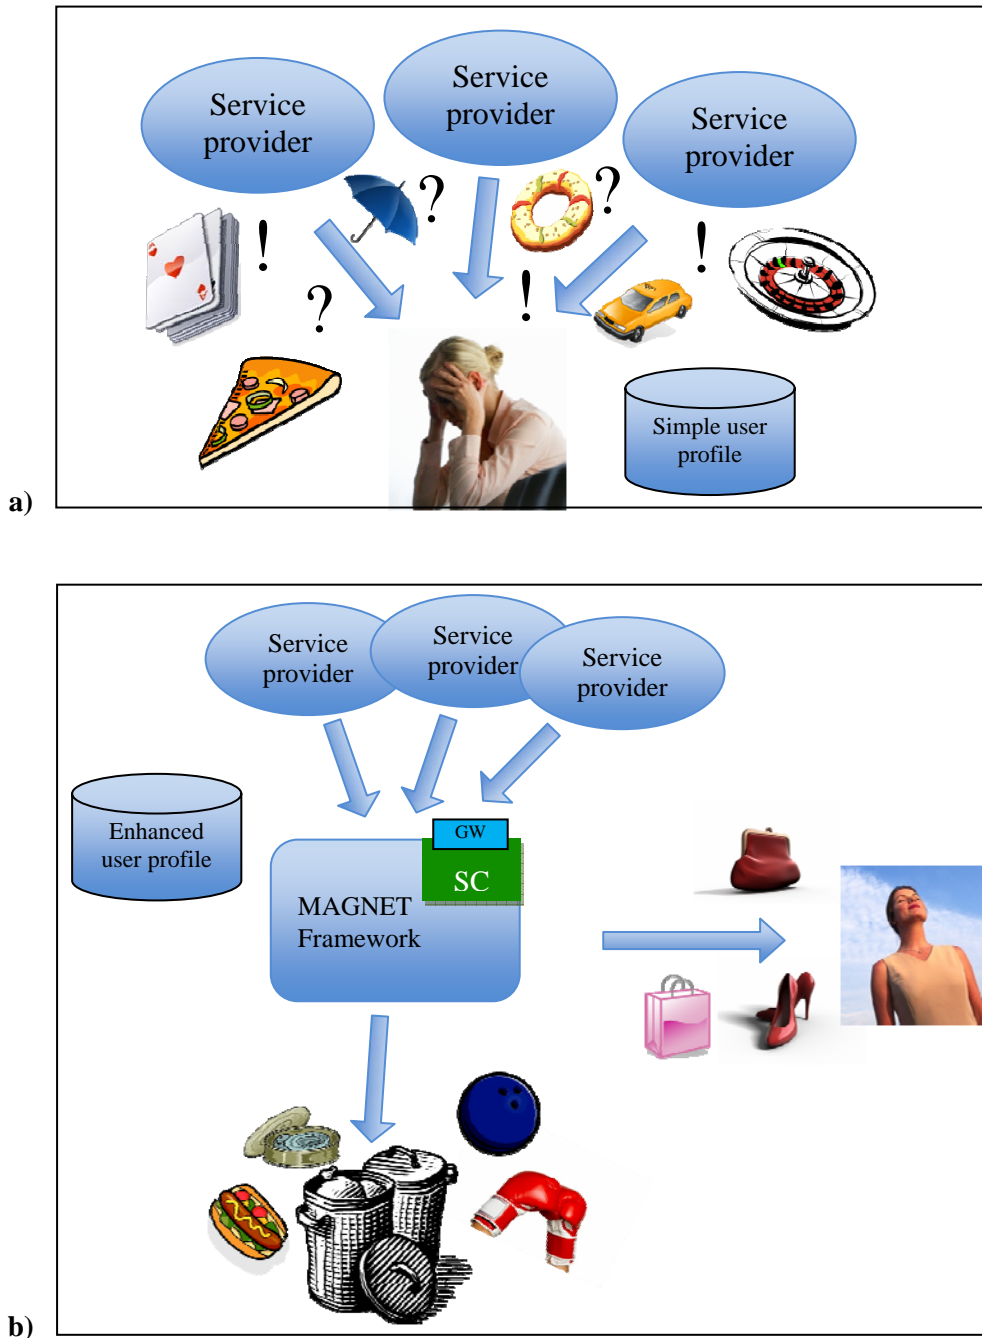 Service
provider
Service
provider
Service
provider
?
?
!
!
?
!
Simple user
profile
a)
Service
provider
Service
provider
Service
provider
Enhanced
user profile
GW
SC
MAGNET
Framework
b)